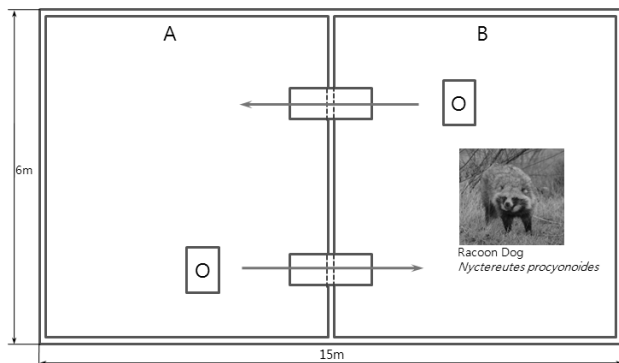 A
B
O
6m
Racoon Dog
Nyctereutes procyonoides
O
15m